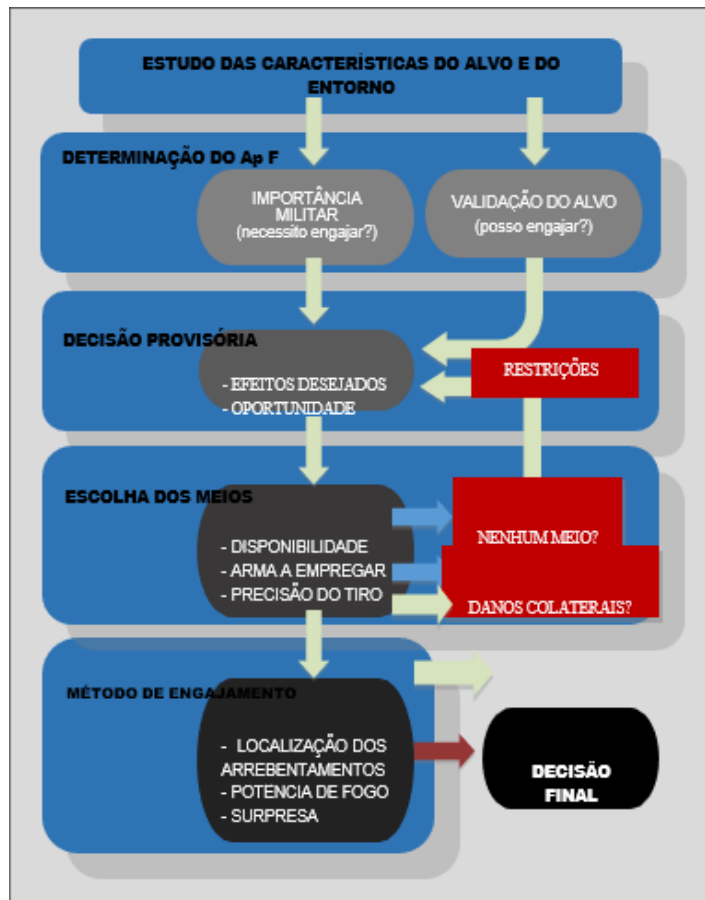 ESTUDO DAS CARACTERÍSTICAS DO ALVO E DO
ENTORNO
DETERMINAÇÃO DO Ap F
IMPORTÂNCIA
MILITAR
(necessito engajar?)
VALIDAÇÃO DO ALVO
(posso engajar?)
DECISÃO PROVISÓRIA
- EFEITOS DESEJADOS
- OPORTUNIDADE
RESTRIÇÕES
ESCOLHA DOS MEIOS
- DISPONIBILIDADE
- ARMA A EMPREGAR
- PRECISÃO DO TIRO
NENHUM MEIO?
DANOS COLATERAIS?
MÉTODO DE ENGAJAMENTO
- LOCALIZAÇÃO DOS
ARREBENTAMENTOS
- POTENCIA DE FOGO
- SURPRESA
DECISÃO
FINAL